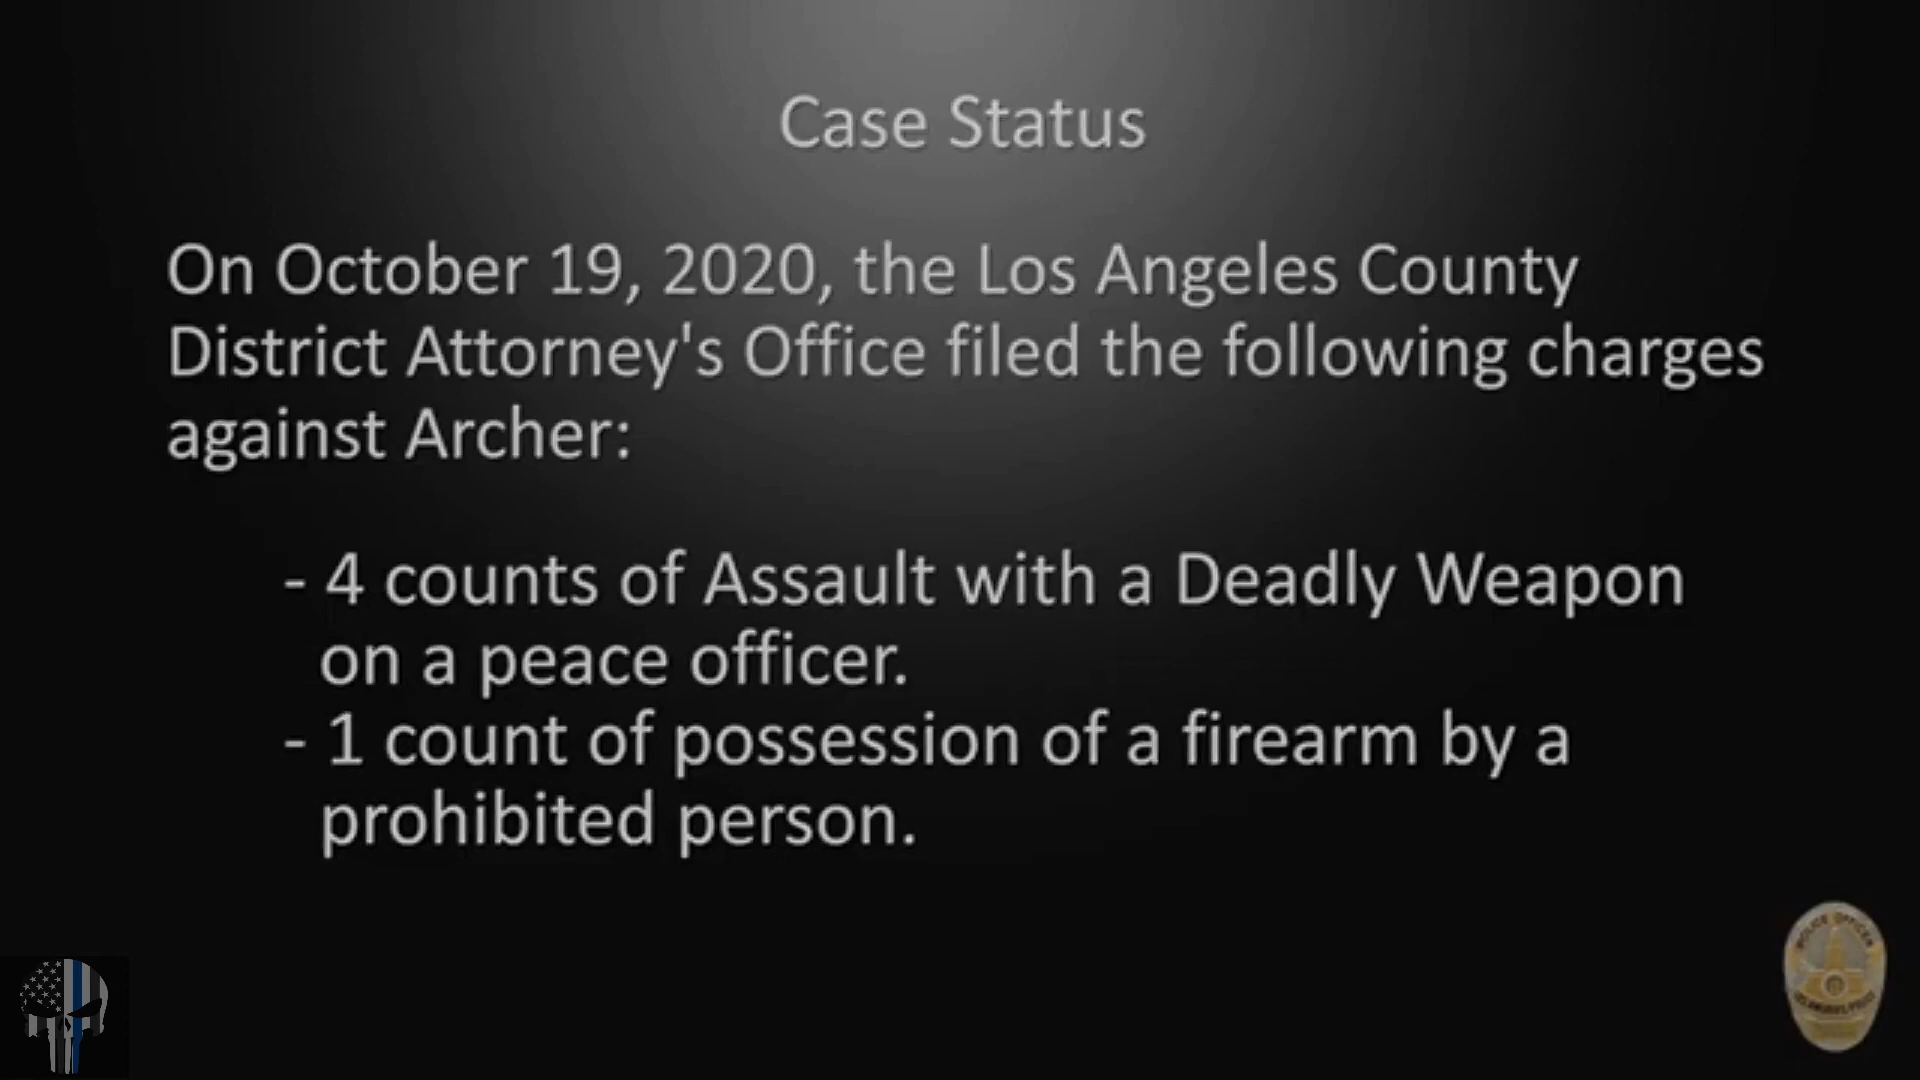 Case Status
On October 19, 2020, the Los Angeles County
District Attorney's Office filed the following charges
against Archer:
- 4 counts of Assault with a Deadly Weapon
on a peace officer.
- 1 count of possession of a firearm by a
prohibited person.
POLICE OFFICER